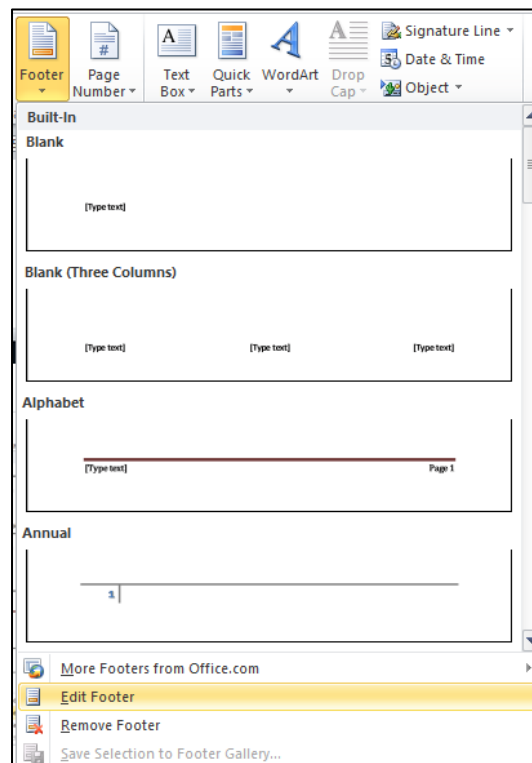 Signature Line
Date & Time
Object
Footer Page Number Text Box Quick Parts WordArt Drop Cap
Built-In
Blank
[Type text]
Blank (Three Columns)
[Type text] [Type text] [Type text]
Alphabet
[Type text] Page 1
Annual
1
More Footers from Office.com
Edit Footer
Remove Footer
Save Selection to Footer Gallery...